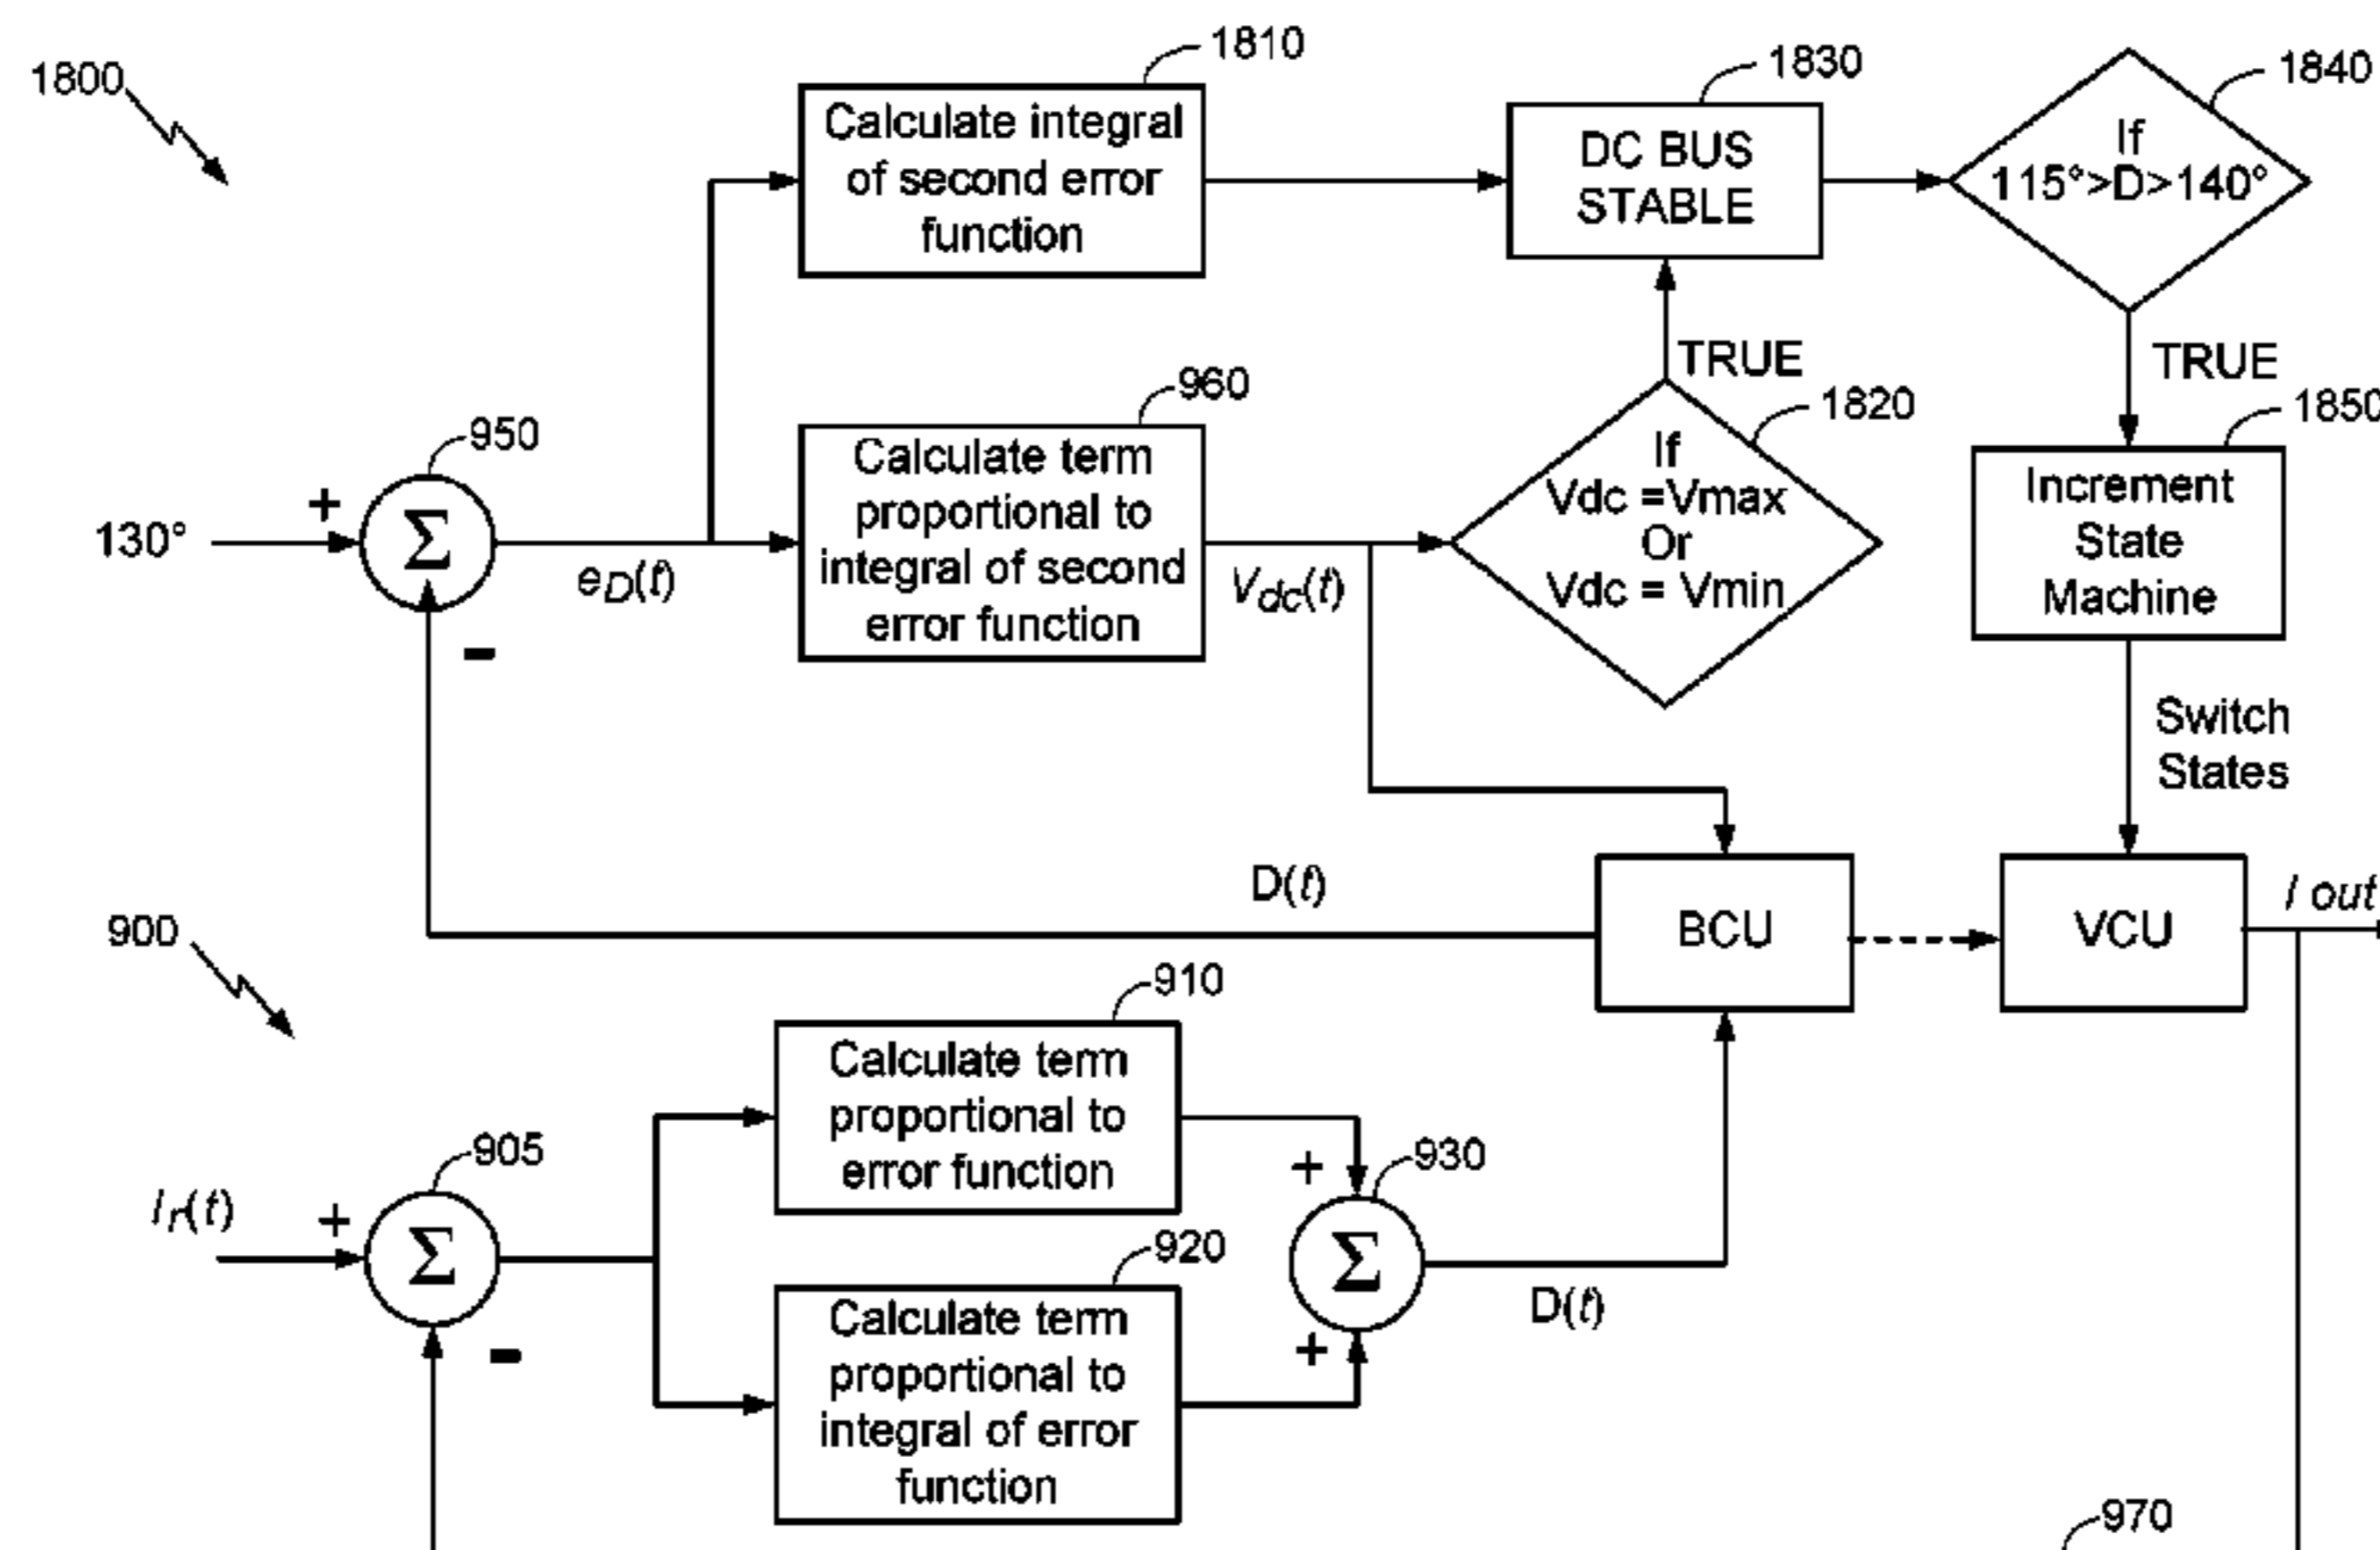 1800
1810
Calculate integral
of second error
function
1830
DC BUS
STABLE
1840
If
115°>D>140°
TRUE
TRUE
950
130°
+
Σ
-
eD(t)
960
Calculate term
proportional to
integral of second
error function
Vdc(t)
1820
If
Vdc =Vmax
Or
Vdc = Vmin
1850
Increment
State
Machine
Switch
States
D(t)
BCU
VCU
I out
900
910
Calculate term
proportional to
error function
905
Ir(t)
+
Σ
-
920
Calculate term
proportional to
integral of error
function
930
+
Σ
+
D(t)
970